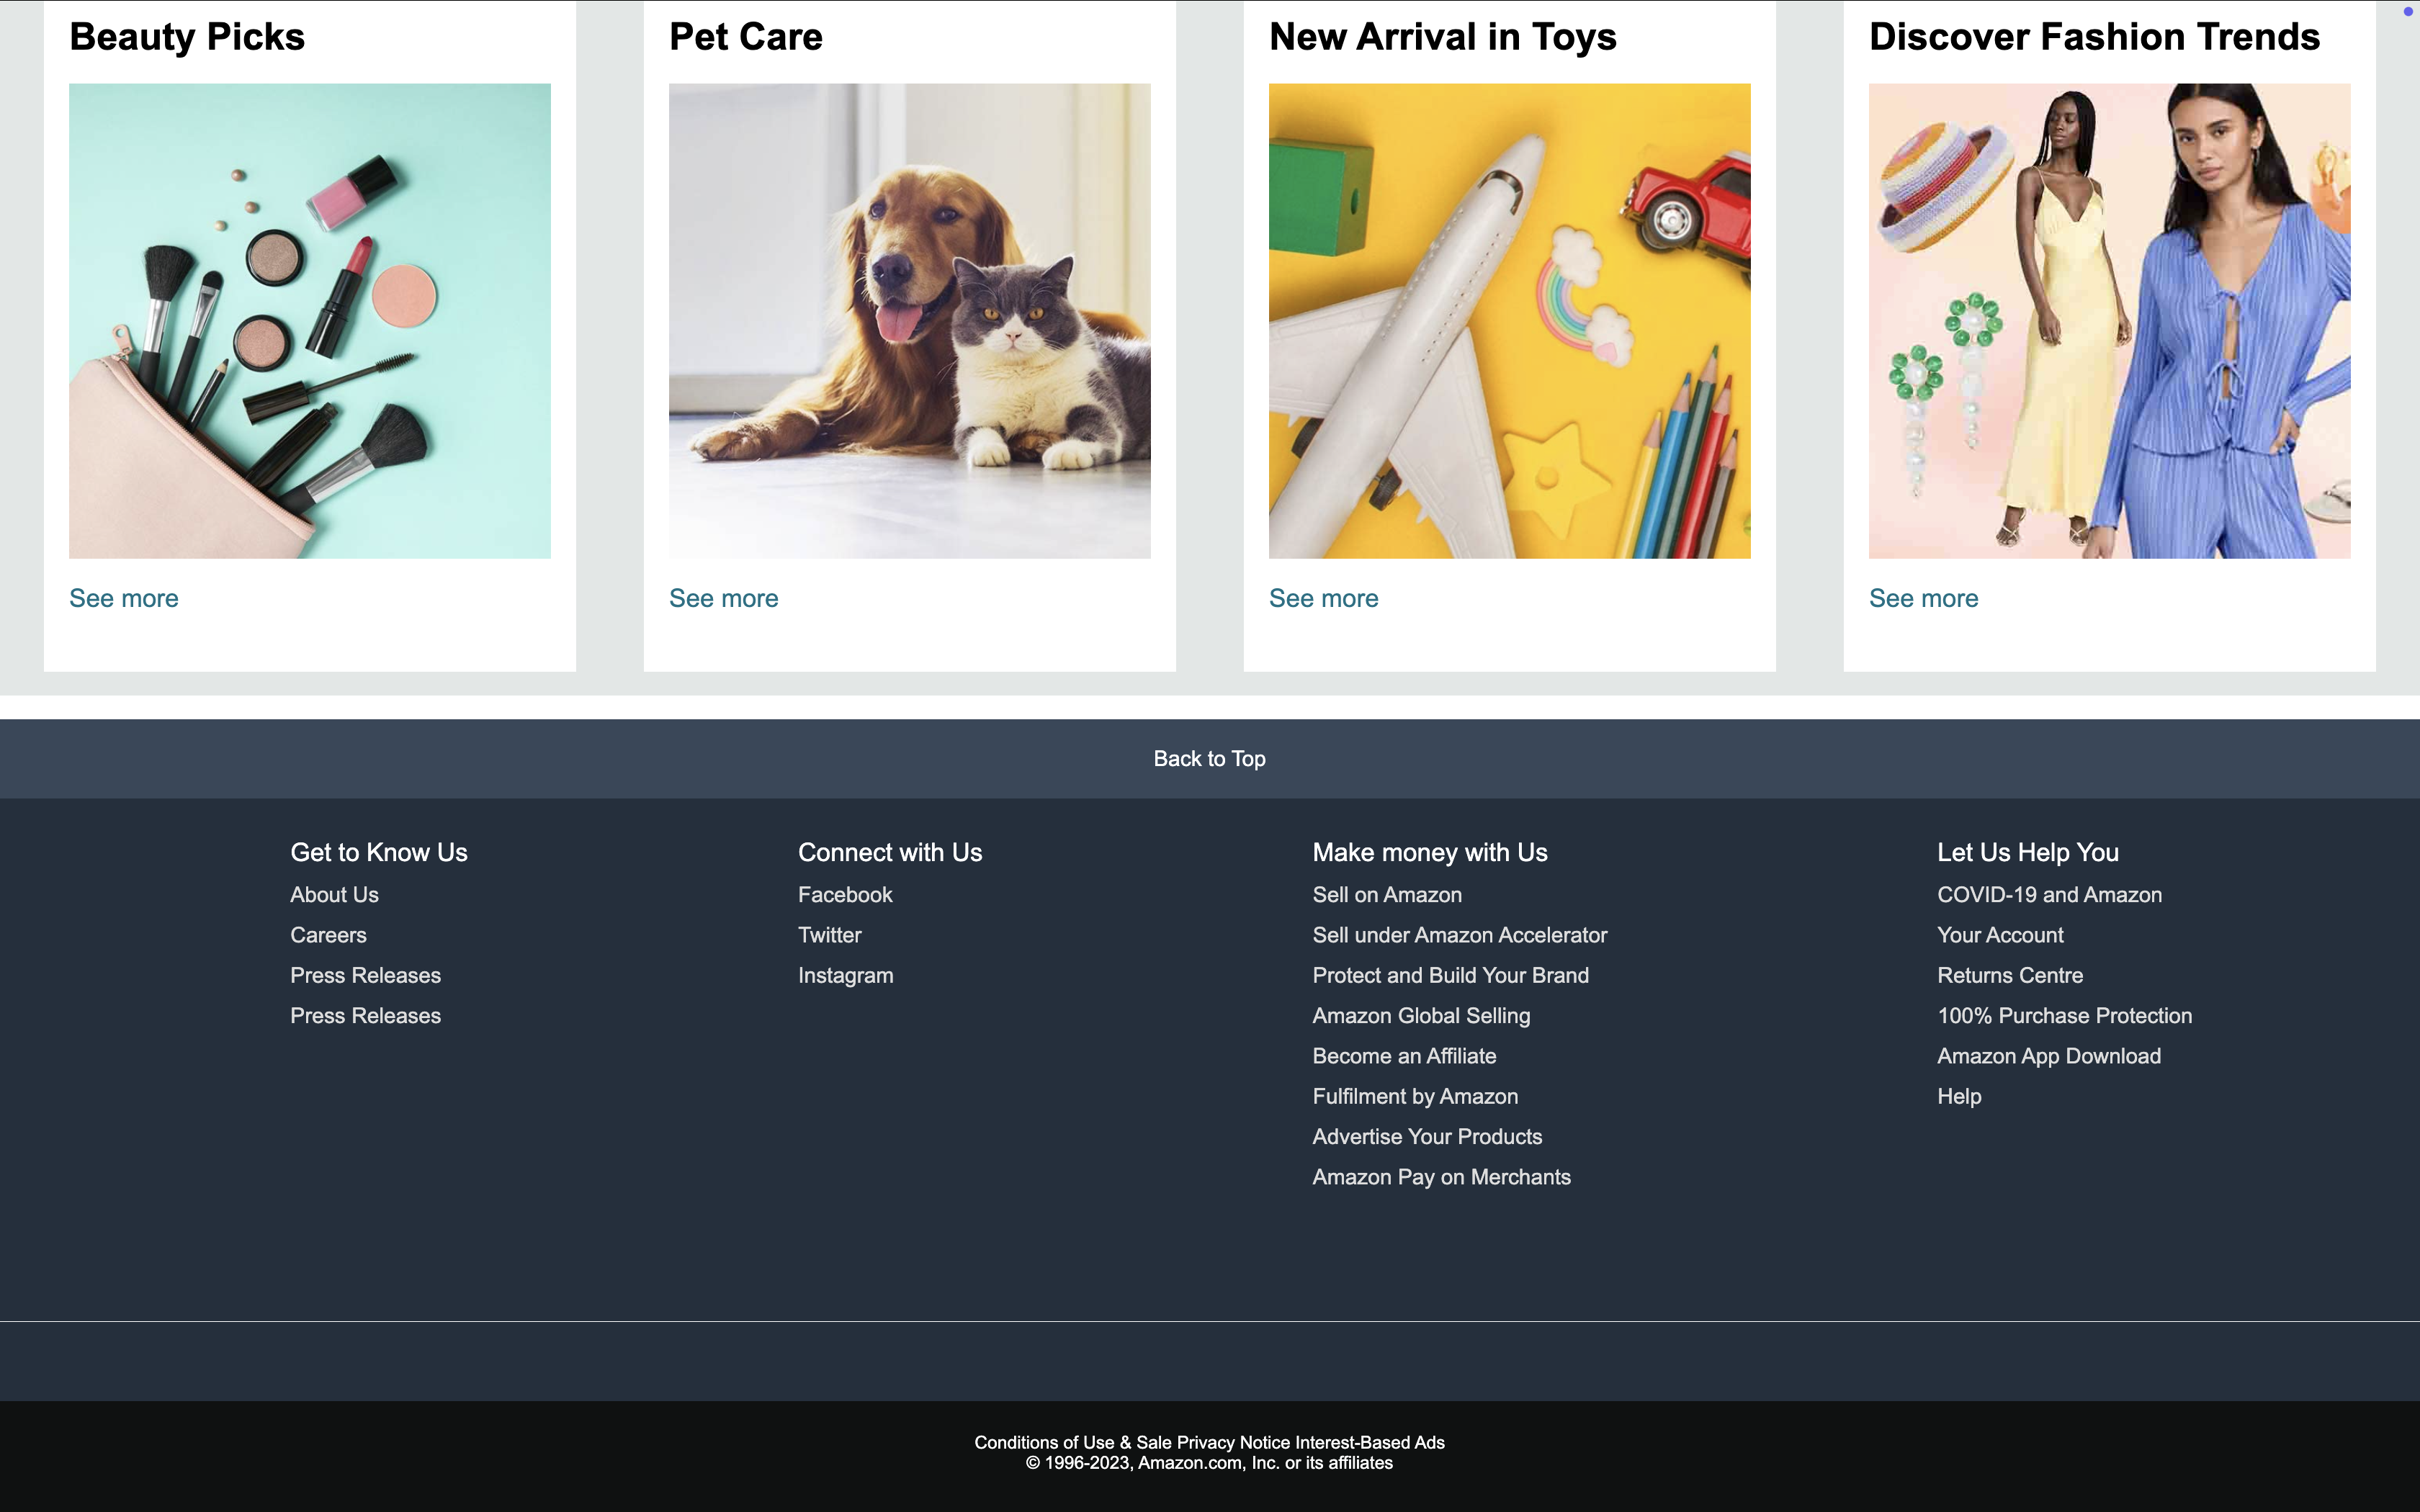 Beauty Picks
Pet Care
New Arrival in Toys
Discover Fashion Trends
See more
See more
See more
See more
Back to Top
Get to Know Us
About Us
Careers
Press Releases
Press Releases
Connect with Us
Facebook
Twitter
Instagram
Make money with Us
Sell on Amazon
Sell under Amazon Accelerator
Protect and Build Your Brand
Amazon Global Selling
Become an Affiliate
Fulfilment by Amazon
Advertise Your Products
Amazon Pay on Merchants
Let Us Help You
COVID-19 and Amazon
Your Account
Returns Centre
100% Purchase Protection
Amazon App Download
Help
Conditions of Use & Sale Privacy Notice Interest-Based Ads
© 1996-2023, Amazon.com, Inc. or its affiliates